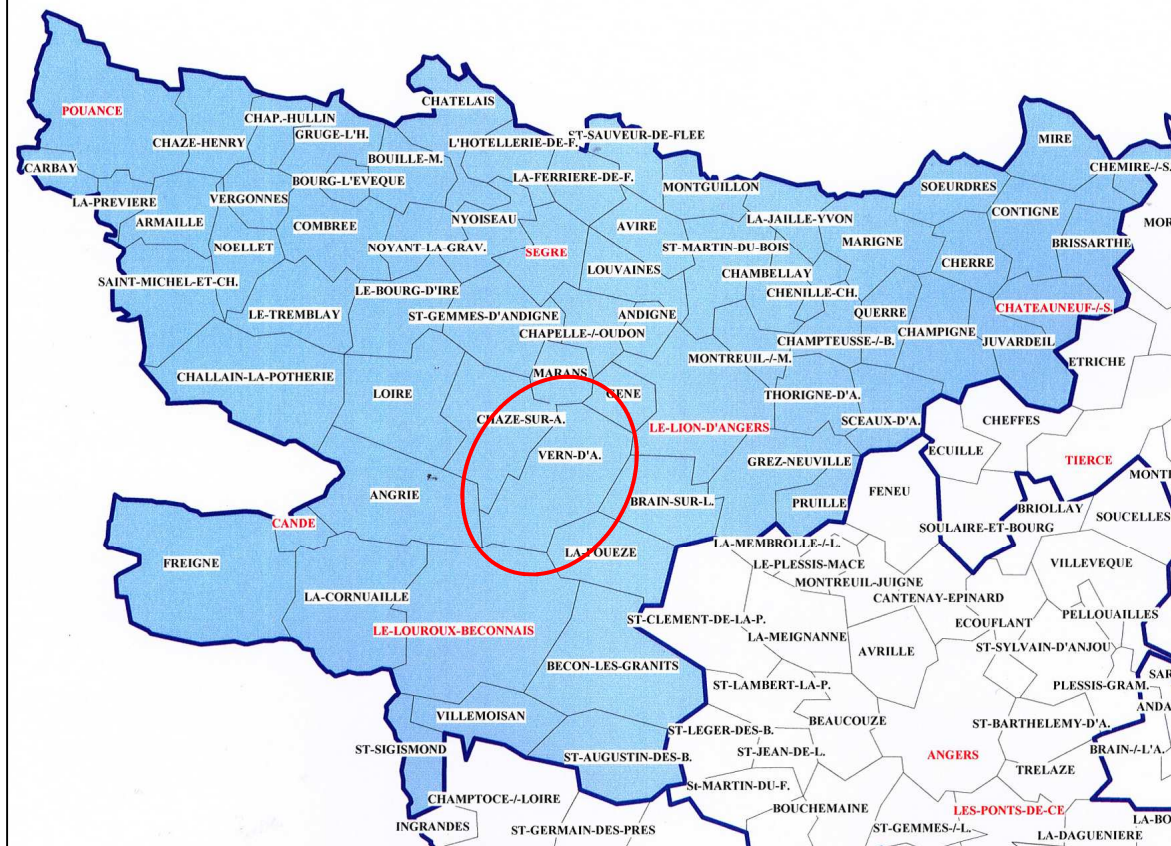 CHATELAIS
POUANCE
CHAP.-HULLIN
GRUGE-L'H.
ST-SAUVEUR-DE-FLEE
CHAZE-HENRY
L'HOTELLERIE-DE-F.
MIRE
BOUILLE-M.
CARBAY
CHEMIRE-/-S.
LA-FERRIERE-DE-F.
BOURG-L'EVEQUE
MONTGUILLON
SOEURDRES
VERGONNES
LA-PREVIERE
CONTIGNE
ARMAILLE
NYOISEAU
LA-JAILLE-YVON
MOR
COMBREE
AVIRE
MARIGNE
BRISSARTHE
NOELLET
NOYANT-LA-GRAV.
SEGRE
ST-MARTIN-DU-BOIS
CHERRE
LOUVAINES
CHAMBELLAY
SAINT-MICHEL-ET-CH.
LE-BOURG-D'IRE
CHENILLE-CH.
CHATEAUNEUF-/-S.
LE-TREMBLAY
ST-GEMMES-D'ANDIGNE
ANDIGNE
QUERRE
CHAPELLE-/-OUDON
CHAMPIGNE
CHAMPTEUSSE-/-B.
JUVARDEIL
MONTREUIL-/-M.
ETRICHE
MARANS
CHALLAIN-LA-POTHERIE
LOIRE
GENE
THORIGNE-D'A.
CHAZE-SUR-A.
SCEAUX-D'A.
CHEFFES
LE-LION-D'ANGERS
ECUILLE
VERN-D'A.
GREZ-NEUVILLE
TIERCE
MONTI
ANGRIE
FENEU
BRAIN-SUR-L.
PRUILLE
BRIOLLAY
SOUCELLES
CANDE
SOULAIRE-ET-BOURG
LA-MEMBROLLE-/-L.
LA-POUEZE
FREIGNE
LE-PLESSIS-MACE
VILLEVEQUE
MONTREUIL-JUIGNE
LA-CORNUAILLE
CANTENAY-EPINARD
PELLOUAILLES
ST-CLEMENT-DE-LA-P.
ECOUFLANT
LE-LOUROUX-BECONNAIS
LA-MEIGNANNE
ST-SYLVAIN-D'ANJOU
AVRILLE
BECON-LES-GRANITS
SAR
ST-LAMBERT-LA-P.
PLESSIS-GRAM.
ANDA
VILLEMOISAN
BEAUCOUZE
ST-BARTHELEMY-D'A.
ST-LEGER-DES-B.
ST-SIGISMOND
ST-JEAN-DE-L.
BRAIN-/-L'A.
ST-AUGUSTIN-DES-B.
ANGERS
TRELAZE
St-MARTIN-DU-F.
CHAMPTOCE-/-LOIRE
BOUCHEMAINE
LES-PONTS-DE-CE
LA-BO
INGRANDES
ST-GERMAIN-DES-PRES
ST-GEMMES-/-L.
LA-DAGUENIERE